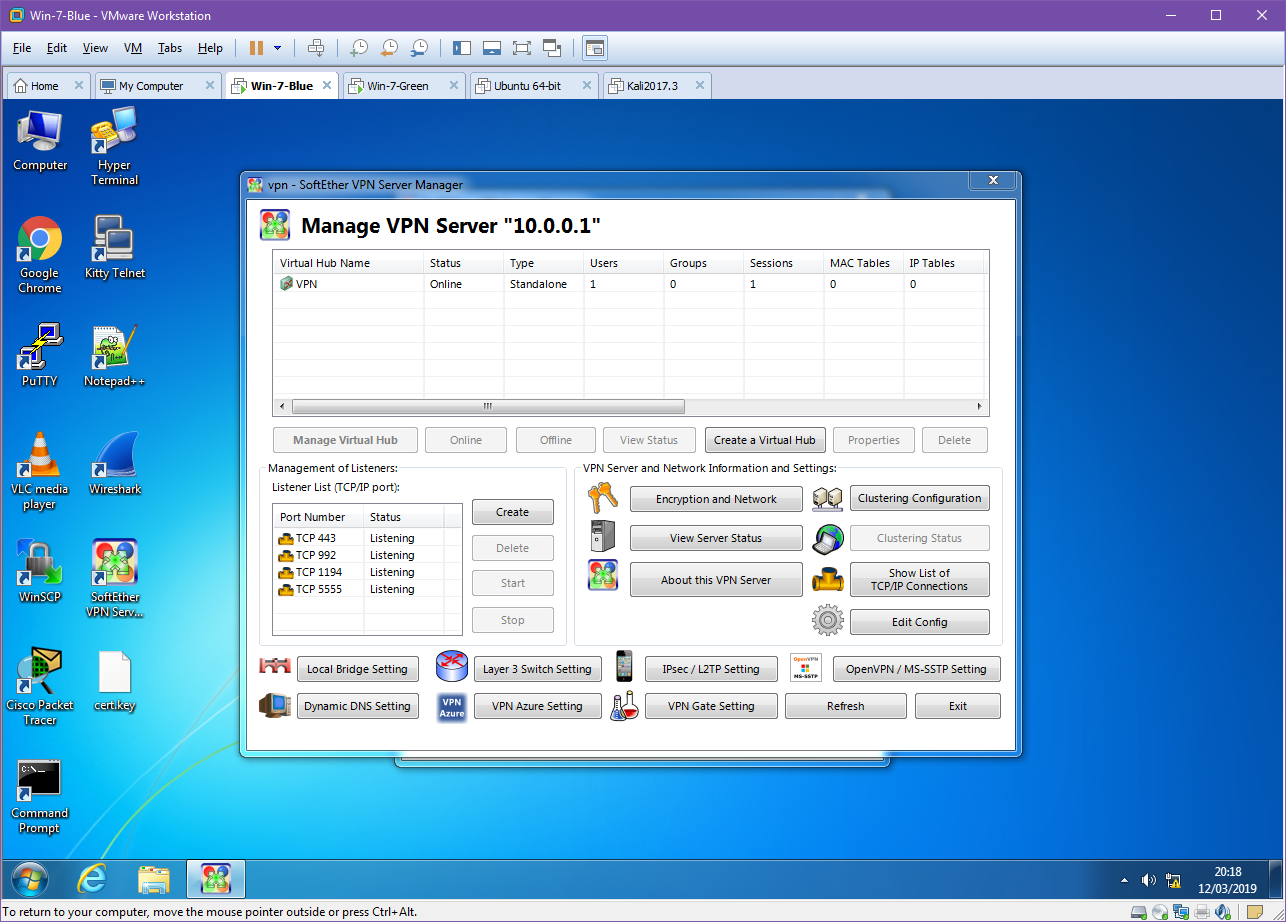 Win-7-Blue - VMware Workstation
File Edit View VM Tabs Help
Home My Computer Win-7-Blue Win-7-Green Ubuntu 64-bit Kali2017.3
Computer
Hyper
Terminal
Google
Chrome
Kitty Telnet
PuTTY
Notepad++
VLC media
player
Wireshark
WinSCP
SoftEther
VPN Serv...
Cisco Packet
Tracer
cert.key
C:\_
Command
Prompt
vpn - SoftEther VPN Server Manager
Manage VPN Server "10.0.0.1"
Virtual Hub Name Status Type Users Groups Sessions MAC Tables IP Tables
VPN Online Standalone 1 0 1 0 0
Manage Virtual Hub Online Offline View Status Create a Virtual Hub Properties Delete
Management of Listeners:
Listener List (TCP/IP port):
Port Number Status
TCP 443 Listening
TCP 992 Listening
TCP 1194 Listening
TCP 5555 Listening
Create
Delete
Start
Stop
VPN Server and Network Information and Settings:
Encryption and Network
Clustering Configuration
View Server Status
Clustering Status
About this VPN Server
Show List of
TCP/IP Connections
Edit Config
Local Bridge Setting
Layer 3 Switch Setting
IPsec / L2TP Setting
OpenVPN
MS-SSTP
OpenVPN / MS-SSTP Setting
Dynamic DNS Setting
VPN
Azure
VPN Azure Setting
VPN Gate Setting
Refresh
Exit
20:18
12/03/2019
To return to your computer, move the mouse pointer outside or press Ctrl+Alt.